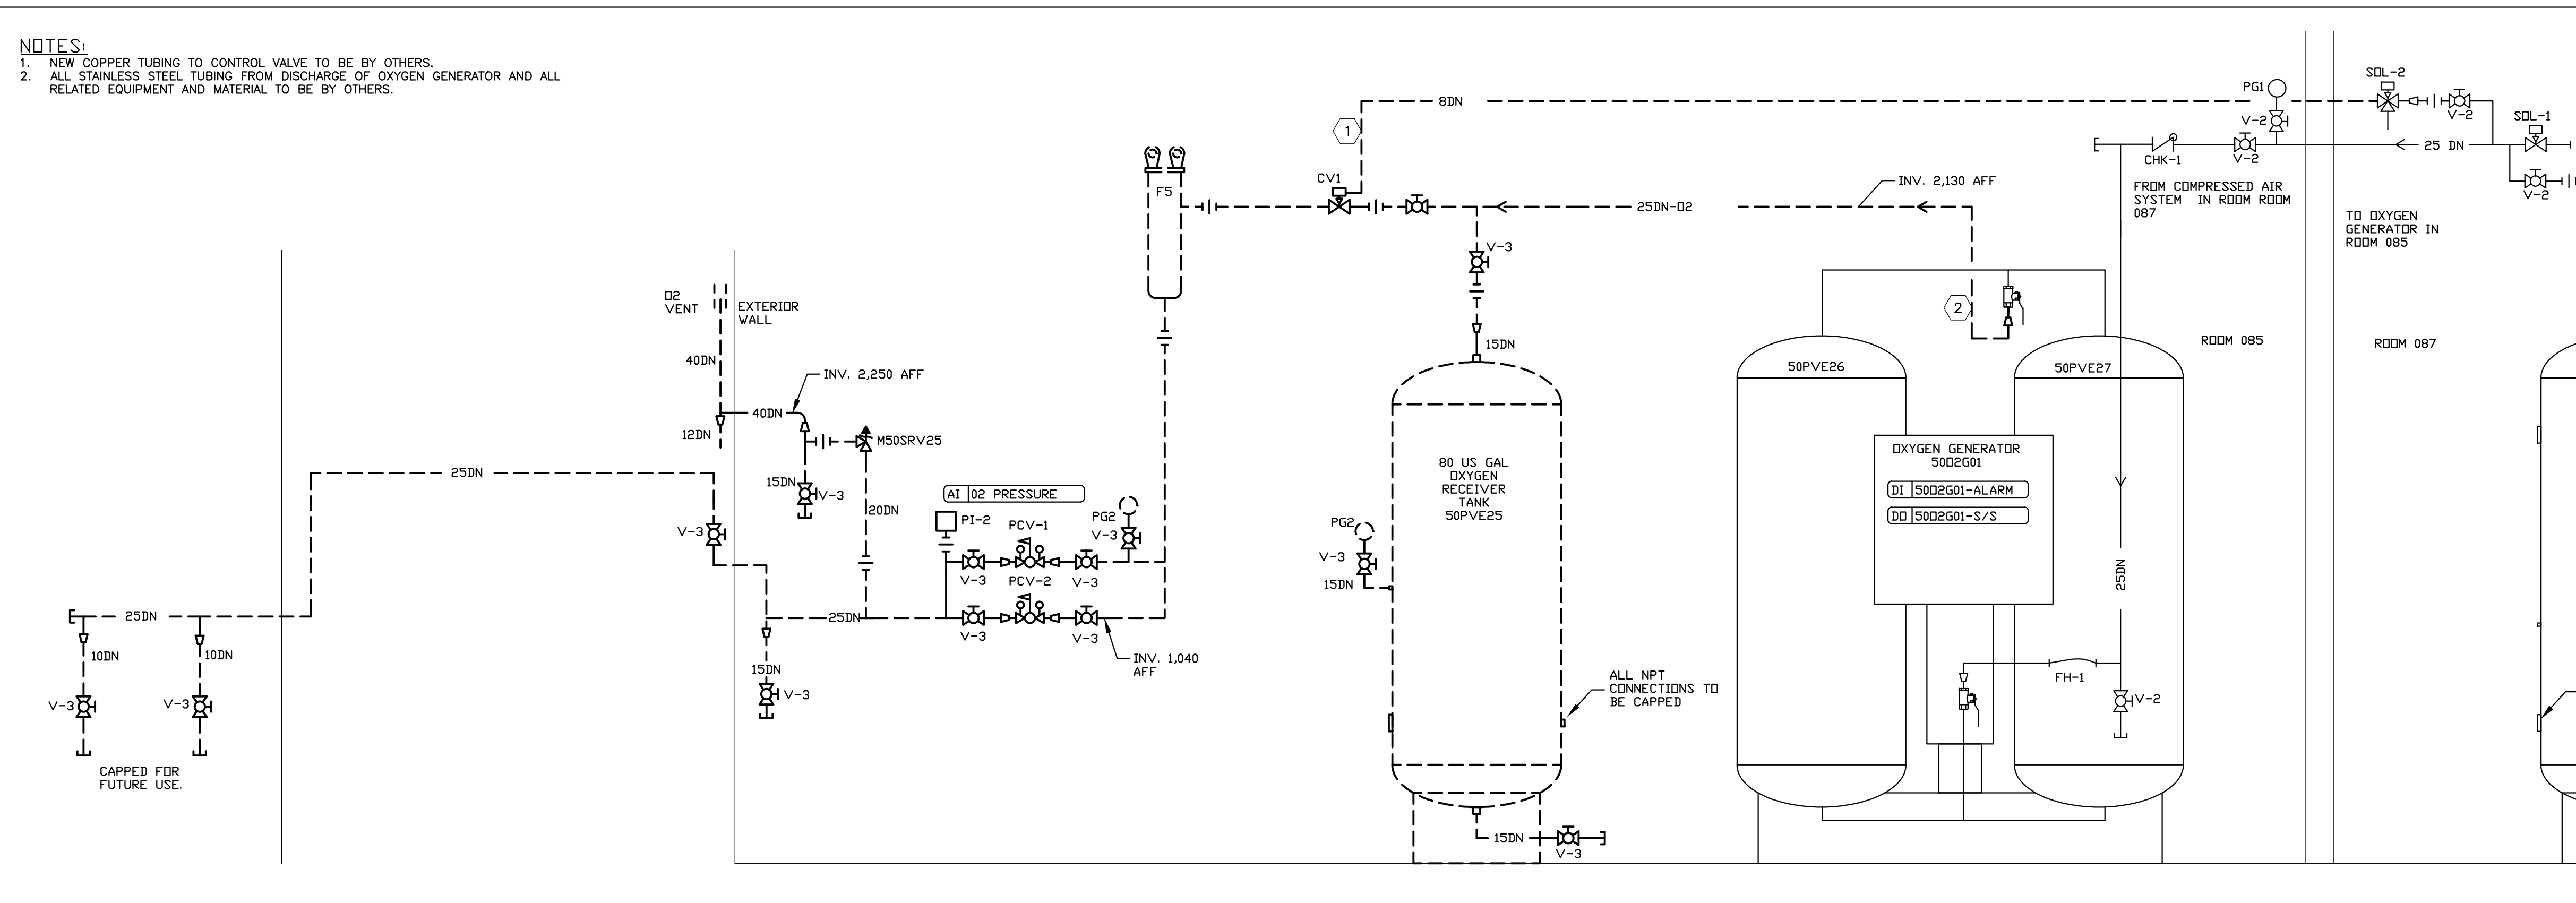 NOTES:
1. NEW COPPER TUBING TO CONTROL VALVE TO BE BY OTHERS.
2. ALL STAINLESS STEEL TUBING FROM DISCHARGE OF OXYGEN GENERATOR AND ALL
RELATED EQUIPMENT AND MATERIAL TO BE BY OTHERS.
CAPPED FOR
FUTURE USE.
25DN
10DN
10DN
V-3
V-3
25DN
V-3
O2
VENT
EXTERIOR
WALL
40DN
12DN
INV. 2,250 AFF
40DN
M50SRV25
15DN
V-3
20DN
25DN
15DN
V-3
AI
O2 PRESSURE
PI-2
PCV-1
V-3
V-3
PCV-2
V-3
V-3
PG2
V-3
INV. 1,040
AFF
F5
CV1
1
8DN
25DN-O2
INV. 2,130 AFF
V-3
15DN
80 US GAL
OXYGEN
RECEIVER
TANK
50PVE25
PG2
V-3
15DN
ALL NPT
CONNECTIONS TO
BE CAPPED
15DN
V-3
2
50PVE26
50PVE27
OXYGEN GENERATOR
50O2G01
DI
50O2G01-ALARM
DO
50O2G01-S/S
25DN
FH-1
V-2
CHK-1
V-2
PG1
V-2
FROM COMPRESSED AIR
SYSTEM IN ROOM ROOM
087
ROOM 085
TO OXYGEN
GENERATOR IN
ROOM 085
ROOM 087
25 DN
SOL-2
V-2
SOL-1
V-2